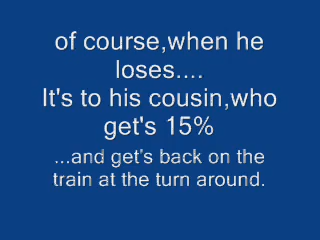 of course,when he
loses....
It's to his cousin,who
get's 15%
...and get's back on the
train at the turn around.